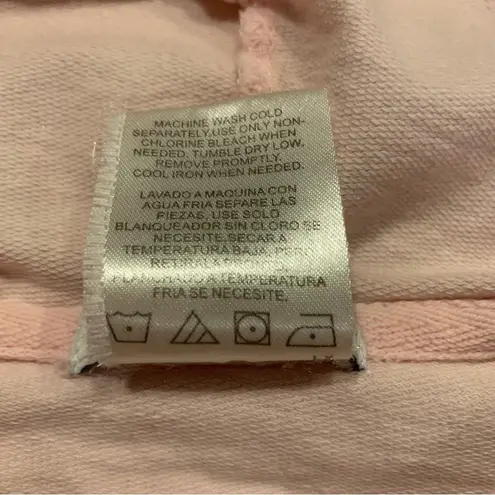 MACHINE WASH COLD
SEPARATELY.USE ONLY NON-
CHLORINE BLEACH WHEN
NEEDED. TUMBLE DRY LOW,
REMOVE PROMPTLY.
COOL IRON WHEN NEEDED.
LAVADO A MAQUINA CON
AGUA FRIA SEPARE LAS
PIEZAS, USE SOLO
BLANQUEADOR SIN CLORO SE
NECESITE.SECAR A
TEMPERATURA BAJA,
A TEMPERATURA
FRIA SE NECESITE.